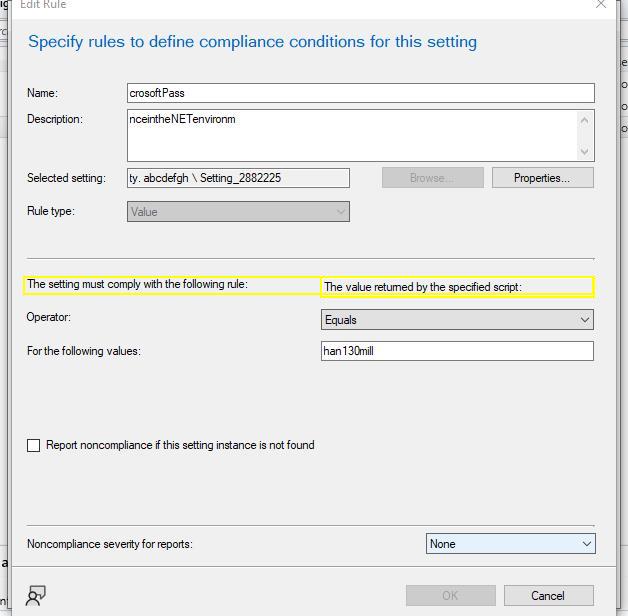 Edit Rule
Specify rules to define compliance conditions for this setting
Name:
crosoftPass
Description:
nceintheNETenvironm
Selected setting:
ty. abcdefgh \ Setting_2882225
Browse...
Properties...
Rule type:
Value
The setting must comply with the following rule:
The value returned by the specified script:
Operator:
Equals
For the following values:
han130mill
Report noncompliance if this setting instance is not found
Noncompliance severity for reports:
None
OK
Cancel